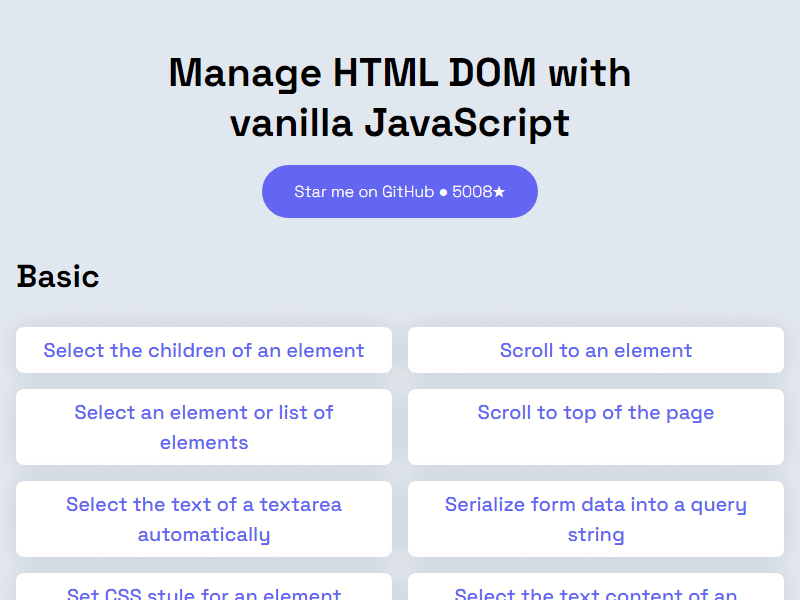 Manage HTML DOM with
vanilla JavaScript
Star me on GitHub ● 5008★
Basic
Select the children of an element
Scroll to an element
Select an element or list of
elements
Scroll to top of the page
Select the text of a textarea
automatically
Serialize form data into a query
string
Set CSS style for an element
Select the text content of an